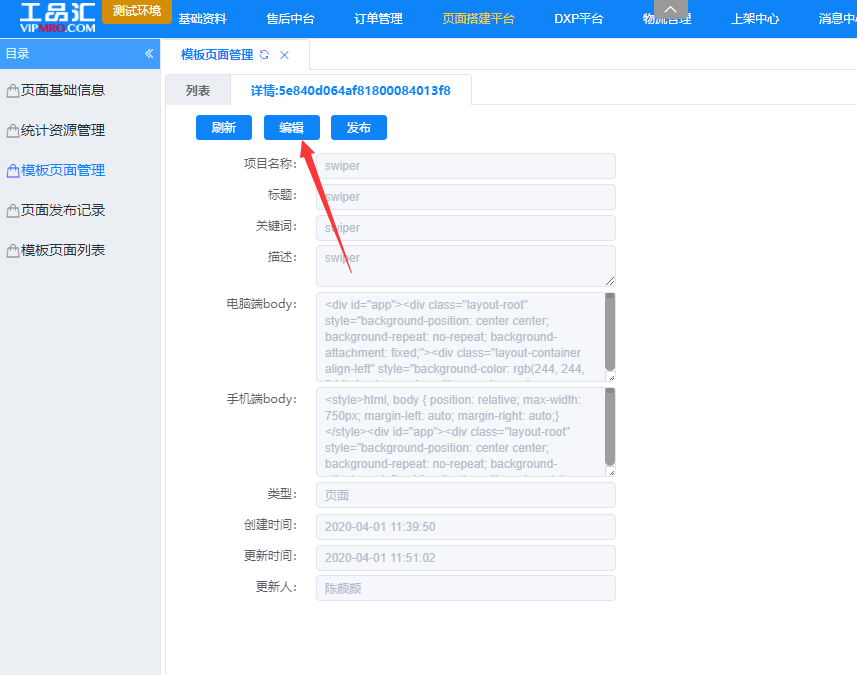 工品汇
VIPMRO.COM
测试环境
基础资料
售后中台
订单管理
页面搭建平台
DXP平台
物流管理
上架中心
消息中
目录
模板页面管理
页面基础信息
统计资源管理
模板页面管理
页面发布记录
模板页面列表
列表
详情:5e840d064af81800084013f8
刷新
编辑
发布
项目名称:
swiper
标题:
swiper
关键词:
swiper
描述:
swiper
电脑端body:
<div id="app"><div class="layout-root"
style="background-position: center center;
background-repeat: no-repeat; background-
attachment: fixed;"><div class="layout-container
align-left" style="background-color: rgb(244, 244,
手机端body:
<style>html, body { position: relative; max-width:
750px; margin-left: auto; margin-right: auto;}
</style><div id="app"><div class="layout-root"
style="background-position: center center;
background-repeat: no-repeat; background-
类型:
页面
创建时间:
2020-04-01 11:39:50
更新时间:
2020-04-01 11:51:02
更新人:
陈颜颜